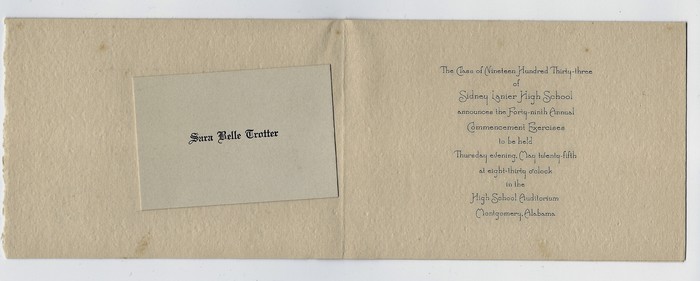 Sara Belle Trotter
The Class of Nineteen Hundred Thirty-three
of
Sidney Lanier High School
announces the Forty-ninth Annual
Commencement Exercises
to be held
Thursday evening, May twenty-fifth
at eight-thirty o'clock
in the
High School Auditorium
Montgomery, Alabama